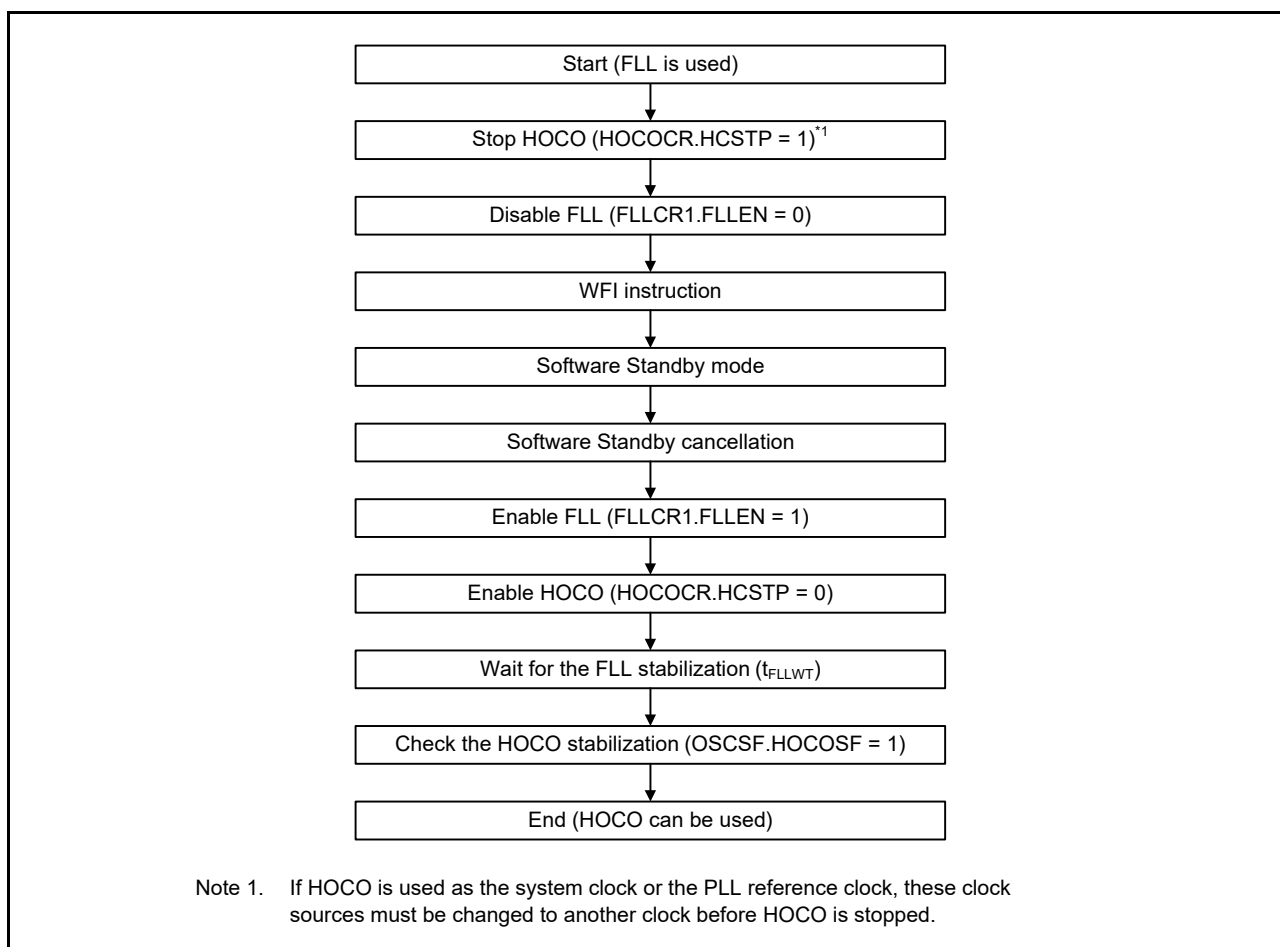 Start (FLL is used)
Stop HOCO (HOCOCR.HCSTP = 1)*1
Disable FLL (FLLCR1.FLLEN = 0)
WFI instruction
Software Standby mode
Software Standby cancellation
Enable FLL (FLLCR1.FLLEN = 1)
Enable HOCO (HOCOCR.HCSTP = 0)
Wait for the FLL stabilization (tFLLWT)
Check the HOCO stabilization (OSCSF.HOCOSF = 1)
End (HOCO can be used)
Note 1. If HOCO is used as the system clock or the PLL reference clock, these clock
sources must be changed to another clock before HOCO is stopped.